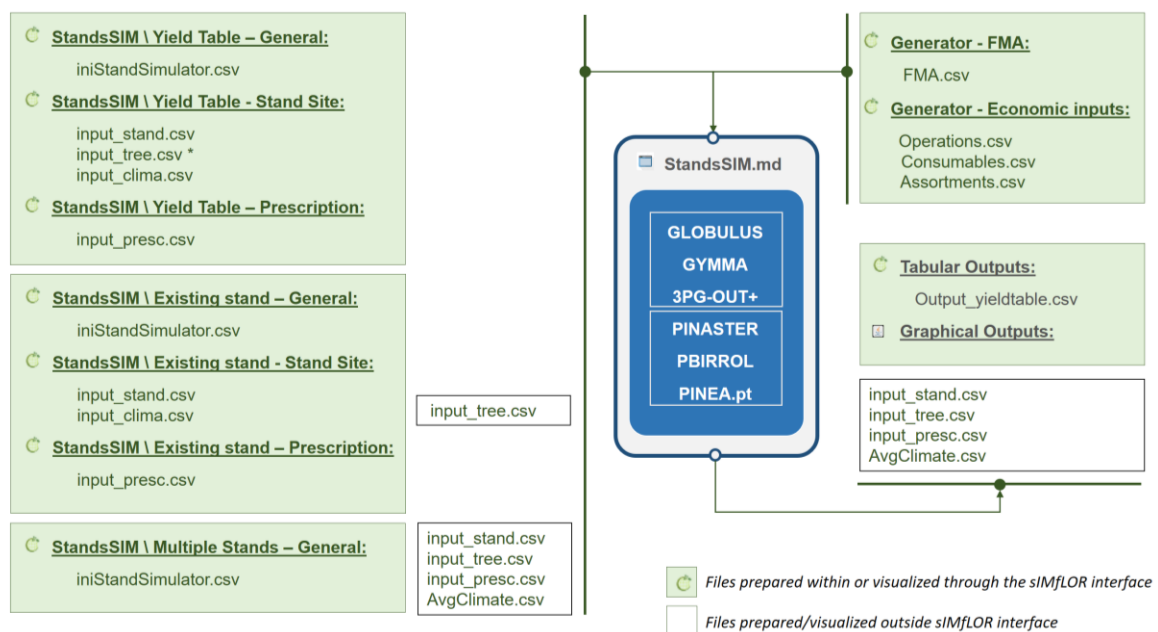 StandsSIM \ Yield Table – General:
iniStandSimulator.csv
StandsSIM \ Yield Table - Stand Site:
input_stand.csv
input_tree.csv *
input_clima.csv
StandsSIM \ Yield Table – Prescription:
input_presc.csv
StandsSIM \ Existing stand – General:
iniStandSimulator.csv
StandsSIM \ Existing stand - Stand Site:
input_stand.csv
input_clima.csv
StandsSIM \ Existing stand – Prescription:
input_presc.csv
input_tree.csv
StandsSIM \ Multiple Stands – General:
iniStandSimulator.csv
input_stand.csv
input_tree.csv
input_presc.csv
AvgClimate.csv
StandsSIM.md
GLOBULUS
GYMMA
3PG-OUT+
PINASTER
PBIRROL
PINEA.pt
Generator - FMA:
FMA.csv
Generator - Economic inputs:
Operations.csv
Consumables.csv
Assortments.csv
Tabular Outputs:
Output_yieldtable.csv
Graphical Outputs:
input_stand.csv
input_tree.csv
input_presc.csv
AvgClimate.csv
Files prepared within or visualized through the sIMfLOR interface
Files prepared/visualized outside sIMfLOR interface